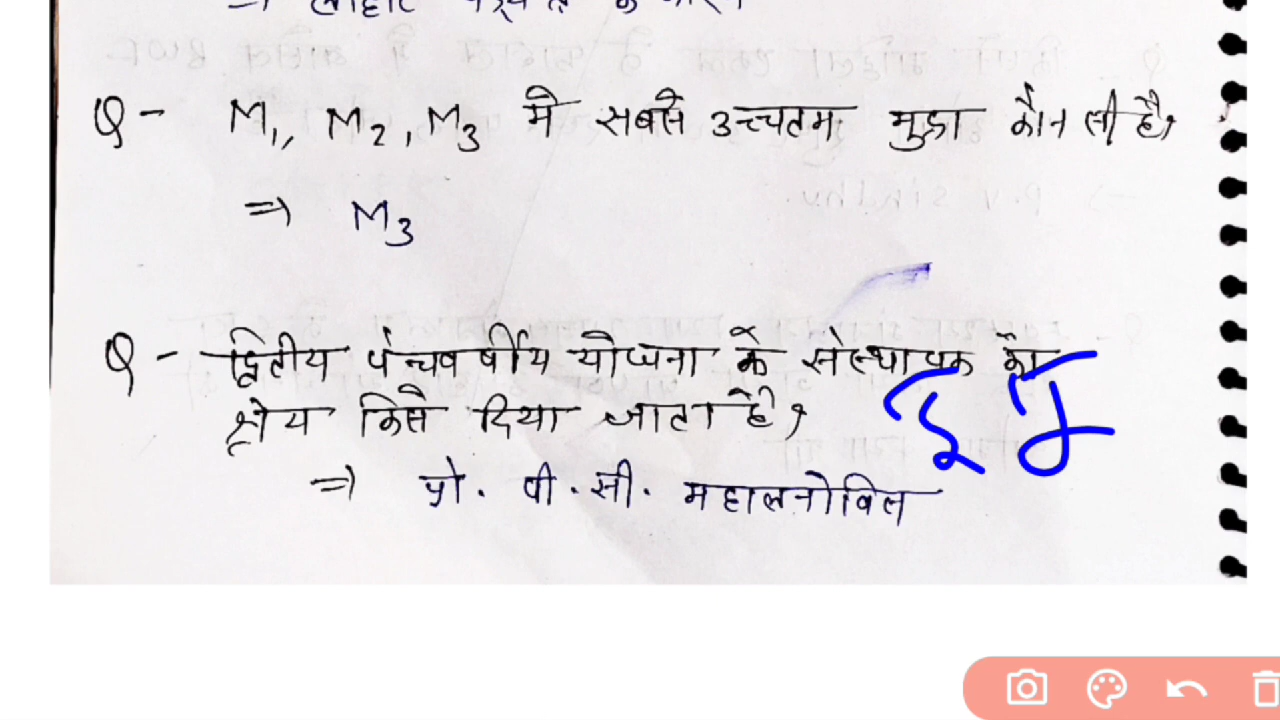 Q - M1, M2, M3 मे सबसे उच्चतम मुद्रा कौन सी है,
⇒ M3
Q - द्वितीय पंचवर्षीय योजना के संस्थापक का
श्रेय किसे दिया जाता है,
⇒ प्रो. पी. सी. महालनोविस